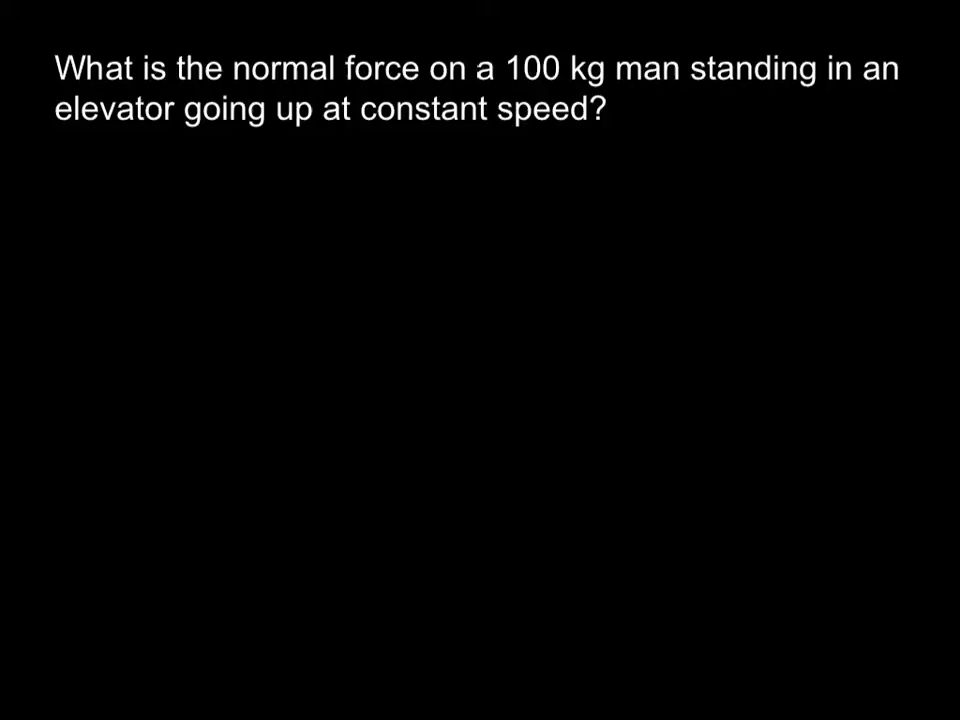 What is the normal force on a 100 kg man standing in an
elevator going up at constant speed?